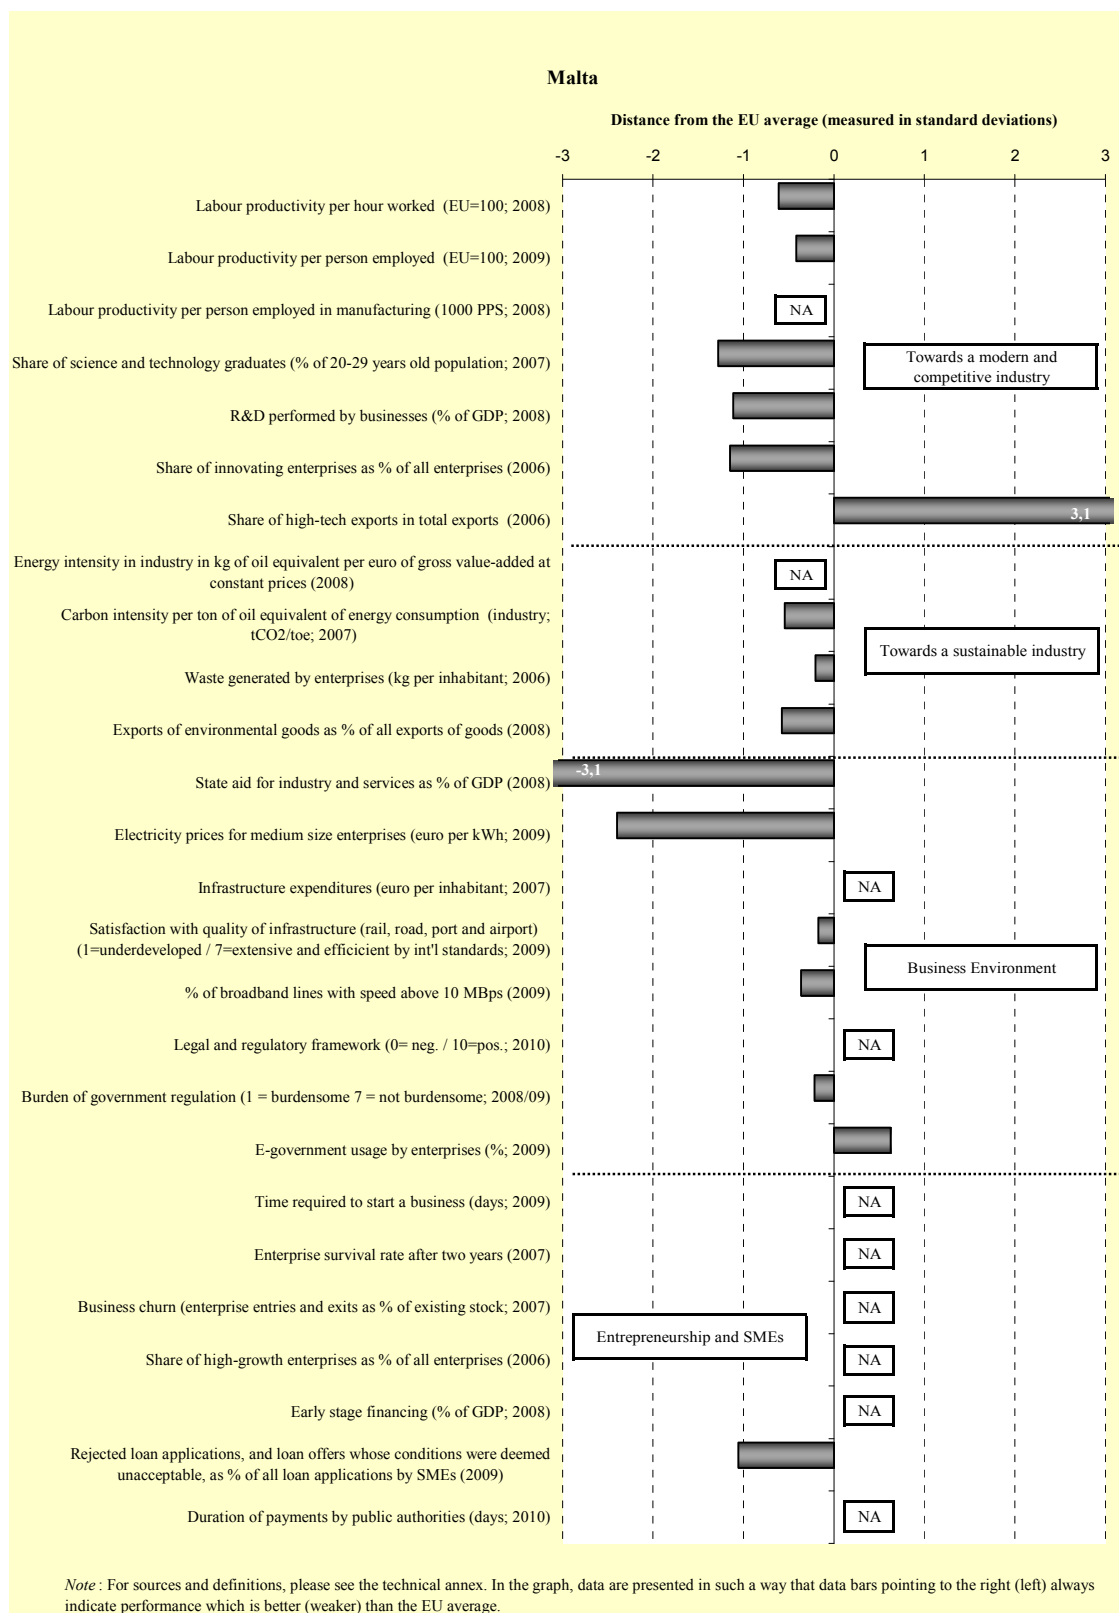 Malta
Distance from the EU average (measured in standard deviations)
-3 -2 -1 0 1 2 3
Labour productivity per hour worked (EU=100; 2008)
Labour productivity per person employed (EU=100; 2009)
Labour productivity per person employed in manufacturing (1000 PPS; 2008)
NA
Share of science and technology graduates (% of 20-29 years old population; 2007)
Towards a modern and
competitive industry
R&D performed by businesses (% of GDP; 2008)
Share of innovating enterprises as % of all enterprises (2006)
Share of high-tech exports in total exports (2006)
3,1
Energy intensity in industry in kg of oil equivalent per euro of gross value-added at
constant prices (2008)
NA
Carbon intensity per ton of oil equivalent of energy consumption (industry;
tCO2/toe; 2007)
Towards a sustainable industry
Waste generated by enterprises (kg per inhabitant; 2006)
Exports of environmental goods as % of all exports of goods (2008)
State aid for industry and services as % of GDP (2008)
-3,1
Electricity prices for medium size enterprises (euro per kWh; 2009)
Infrastructure expenditures (euro per inhabitant; 2007)
NA
Satisfaction with quality of infrastructure (rail, road, port and airport)
(1=underdeveloped / 7=extensive and efficicient by int'l standards; 2009)
Business Environment
% of broadband lines with speed above 10 MBps (2009)
Legal and regulatory framework (0= neg. / 10=pos.; 2010)
NA
Burden of government regulation (1 = burdensome 7 = not burdensome; 2008/09)
E-government usage by enterprises (%; 2009)
Time required to start a business (days; 2009)
NA
Enterprise survival rate after two years (2007)
NA
Business churn (enterprise entries and exits as % of existing stock; 2007)
NA
Entrepreneurship and SMEs
Share of high-growth enterprises as % of all enterprises (2006)
NA
Early stage financing (% of GDP; 2008)
NA
Rejected loan applications, and loan offers whose conditions were deemed
unacceptable, as % of all loan applications by SMEs (2009)
Duration of payments by public authorities (days; 2010)
NA
Note : For sources and definitions, please see the technical annex. In the graph, data are presented in such a way that data bars pointing to the right (left) always
indicate performance which is better (weaker) than the EU average.